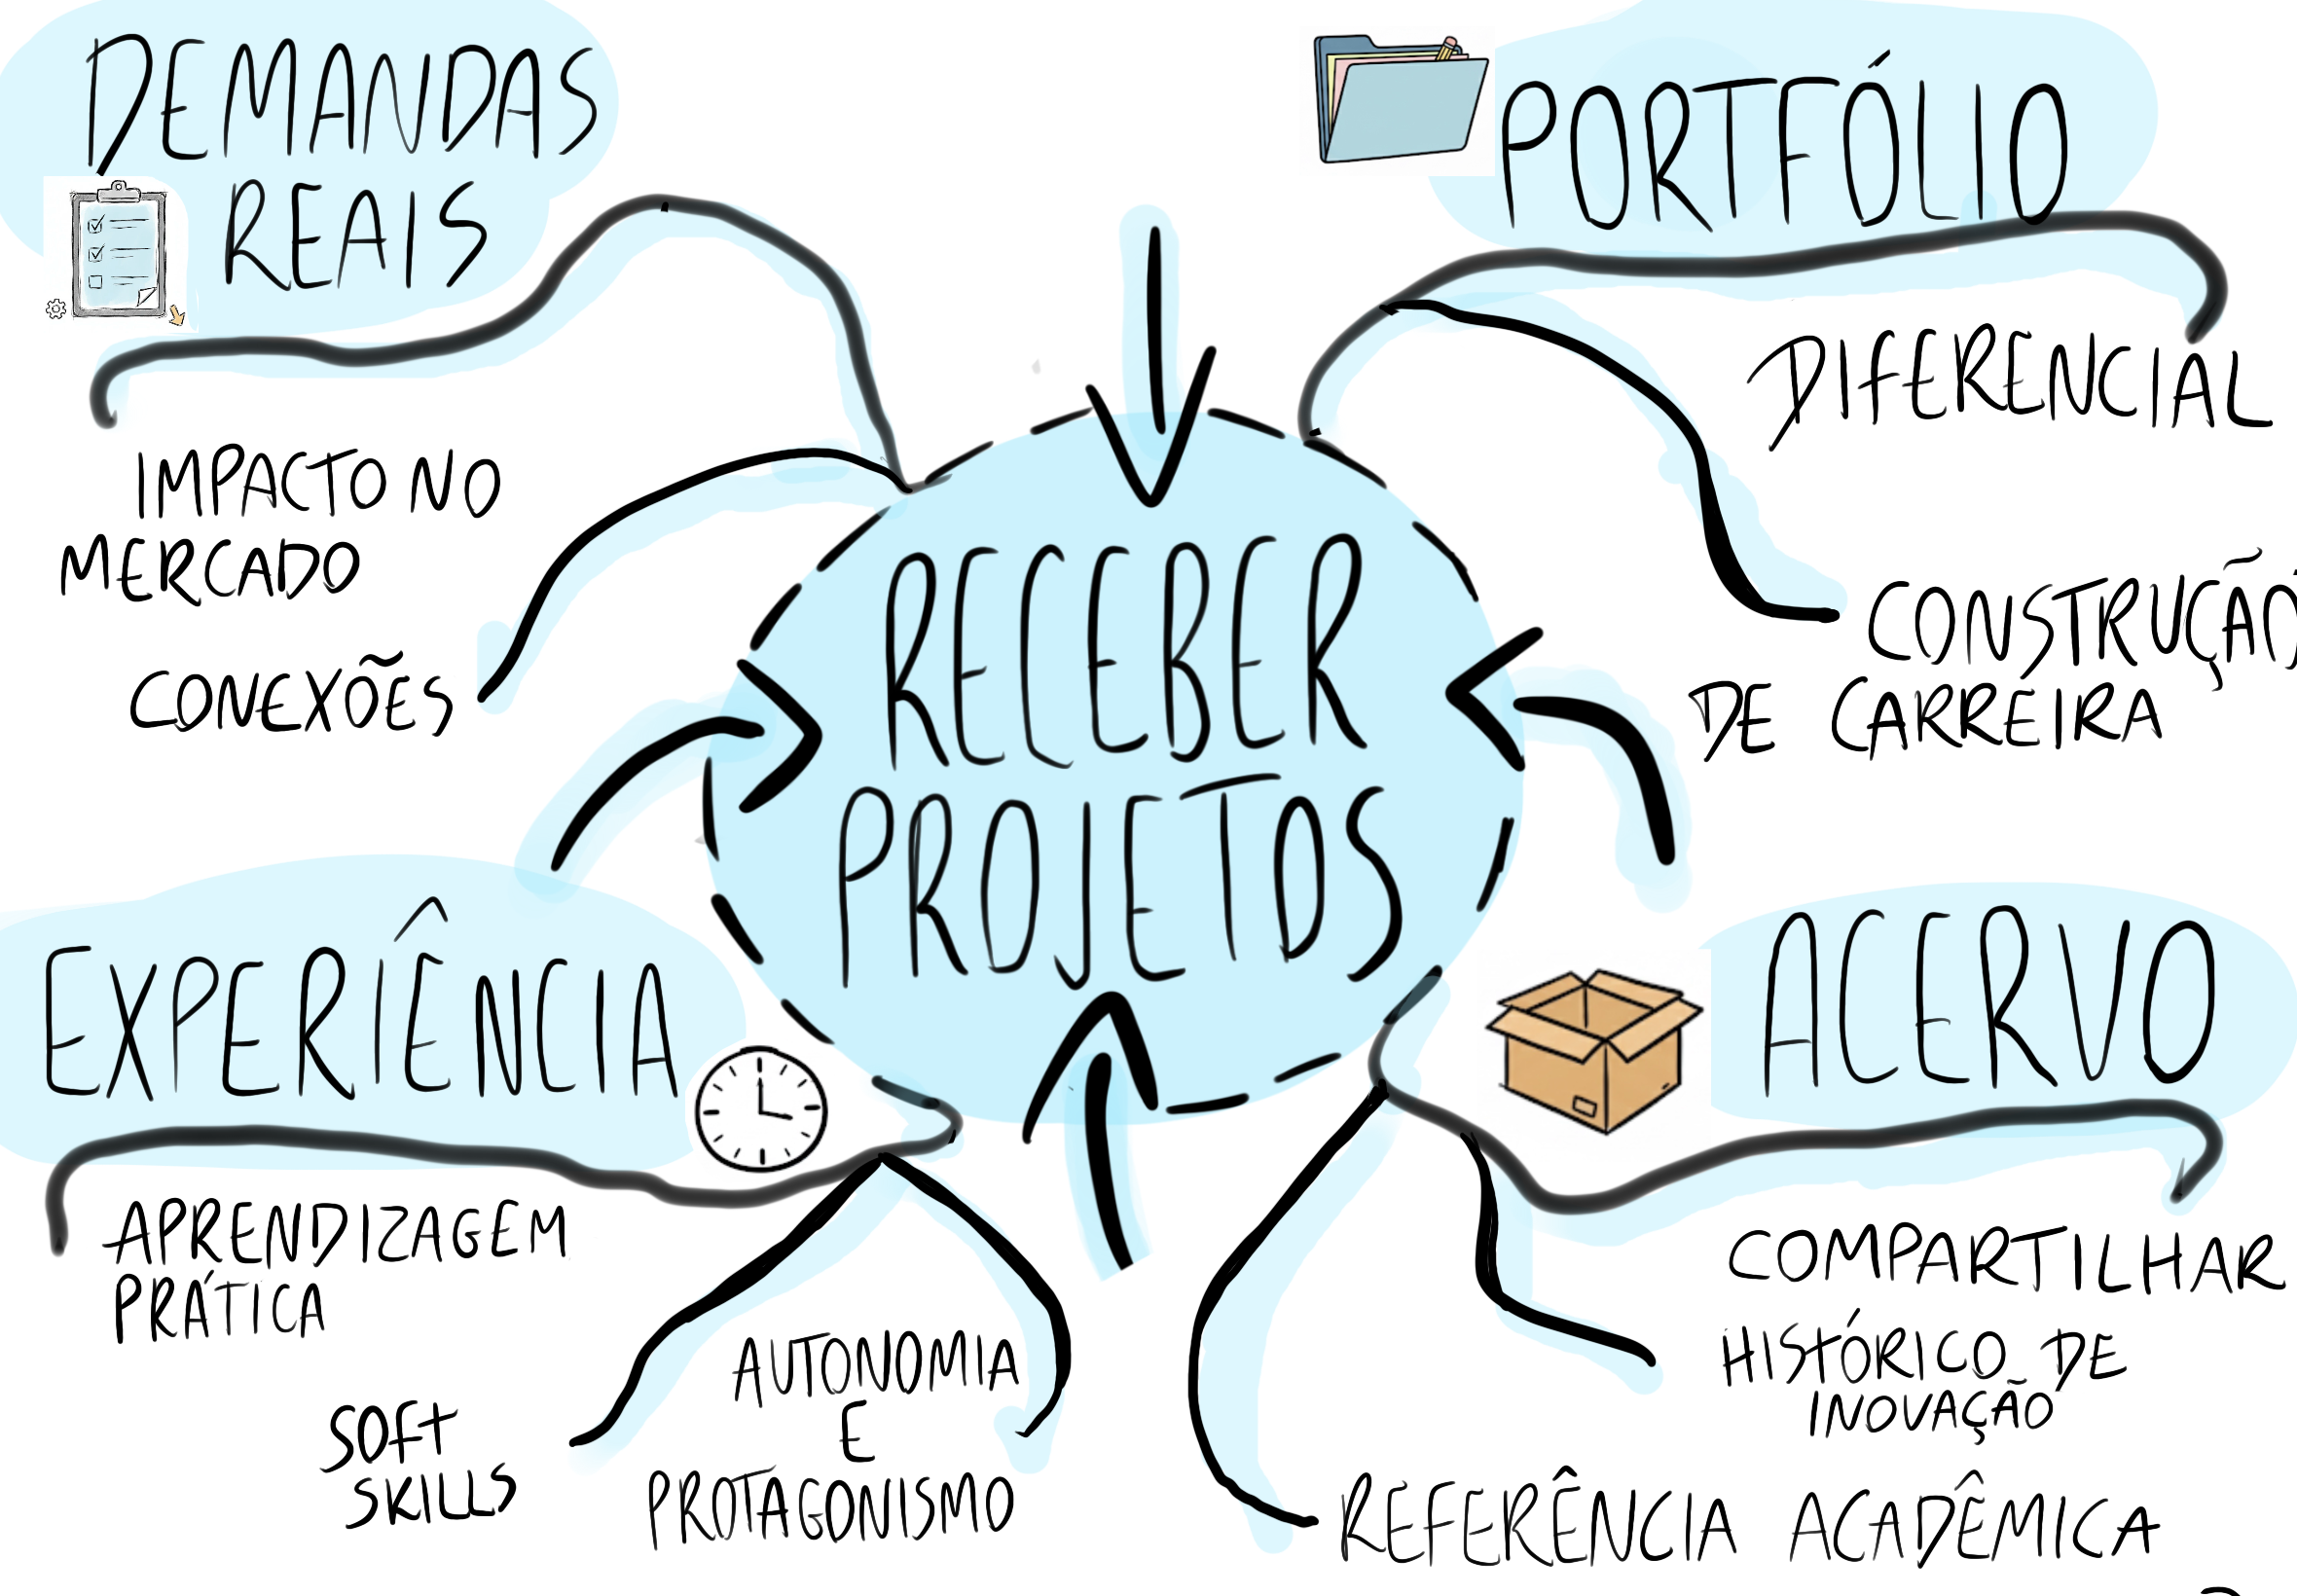 DEMANDAS
REAIS
IMPACTO NO
MERCADO
CONEXÕES
PORTFÓLIO
DIFERENCIAL
CONSTRUÇÃO
DE CARREIRA
RECEBER
PROJETOS
EXPERIÊNCIA
APRENDIZAGEM
PRÁTICA
SOFT
SKILLS
AUTONOMIA
E
PROTAGONISMO
ACERVO
COMPARTILHAR
HISTÓRICO DE
INOVAÇÃO
REFERÊNCIA ACADÊMICA